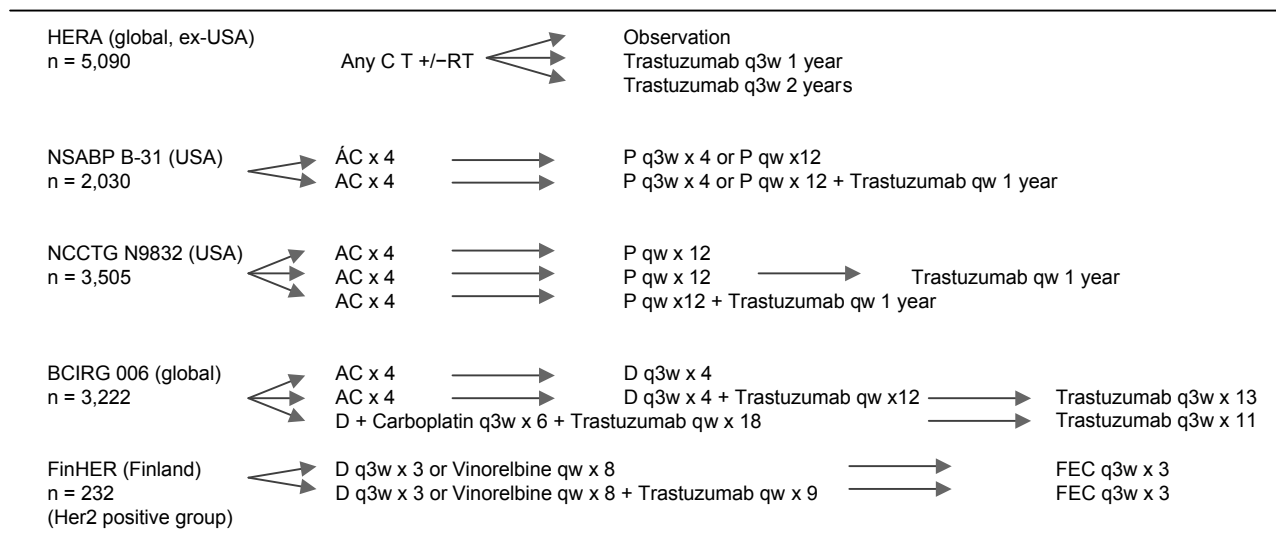 HERA (global, ex-USA) Observation
n = 5,090 Any C T +/−RT Trastuzumab q3w 1 year
Trastuzumab q3w 2 years
NSABP B-31 (USA) ÁC x 4 P q3w x 4 or P qw x12
n = 2,030 AC x 4 P q3w x 4 or P qw x 12 + Trastuzumab qw 1 year
NCCTG N9832 (USA) AC x 4 P qw x 12
n = 3,505 AC x 4 P qw x 12 Trastuzumab qw 1 year
AC x 4 P qw x12 + Trastuzumab qw 1 year
BCIRG 006 (global) AC x 4 D q3w x 4
n = 3,222 AC x 4 D q3w x 4 + Trastuzumab qw x12 Trastuzumab q3w x 13
D + Carboplatin q3w x 6 + Trastuzumab qw x 18 Trastuzumab q3w x 11
FinHER (Finland) D q3w x 3 or Vinorelbine qw x 8 FEC q3w x 3
n = 232 D q3w x 3 or Vinorelbine qw x 8 + Trastuzumab qw x 9 FEC q3w x 3
(Her2 positive group)